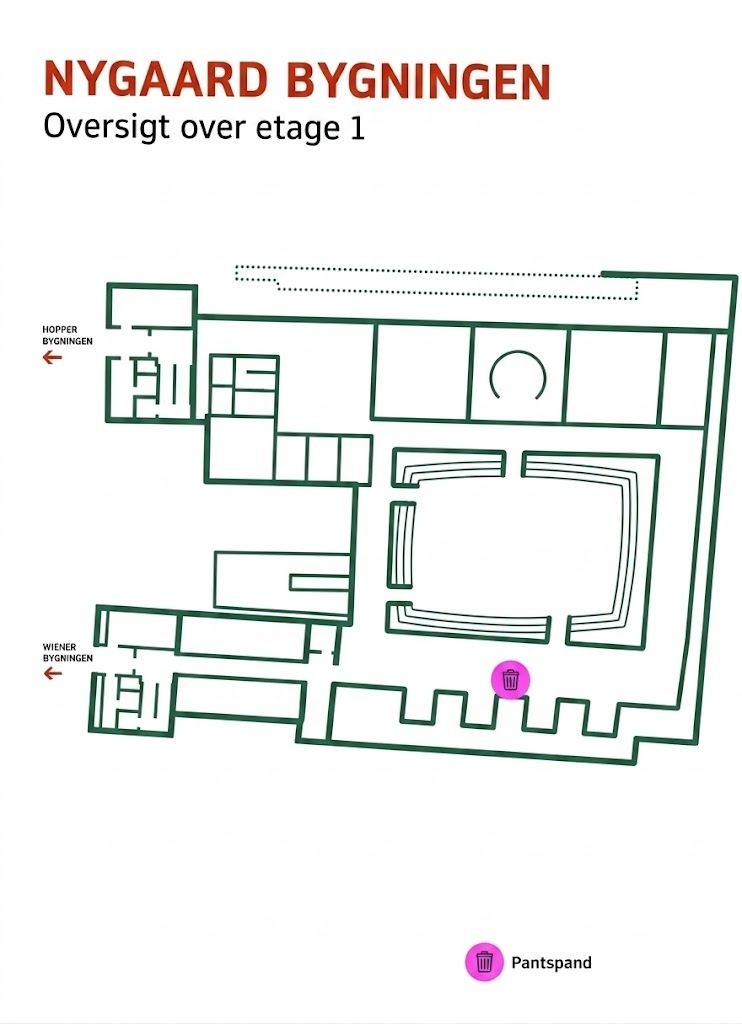 NYGAARD BYGNINGEN
Oversigt over etage 1
HOPPER
BYGNINGEN
WIENER
BYGNINGEN
Pantspand